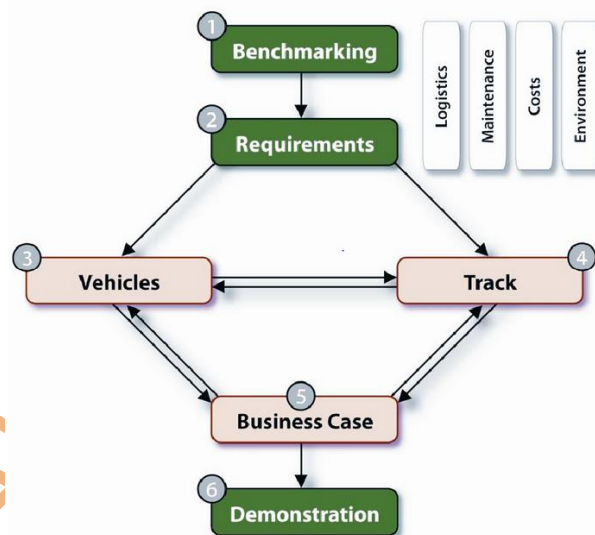 1
Benchmarking
2
Requirements
Logistics
Maintenance
Costs
Environment
3
Vehicles
4
Track
5
Business Case
6
Demonstration